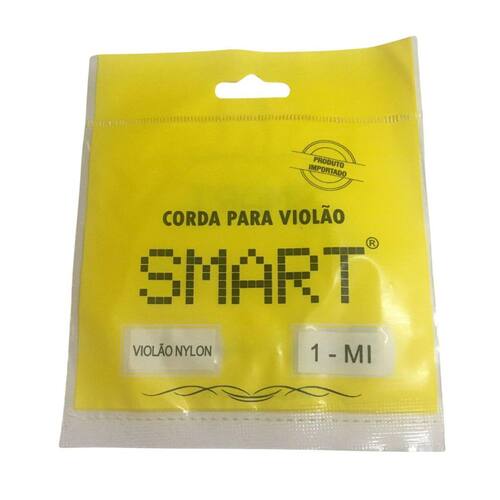 PRODUTO
IMPORTADO
CORDA PARA VIOLÃO
SMART®
VIOLÃO NYLON
1 - MI